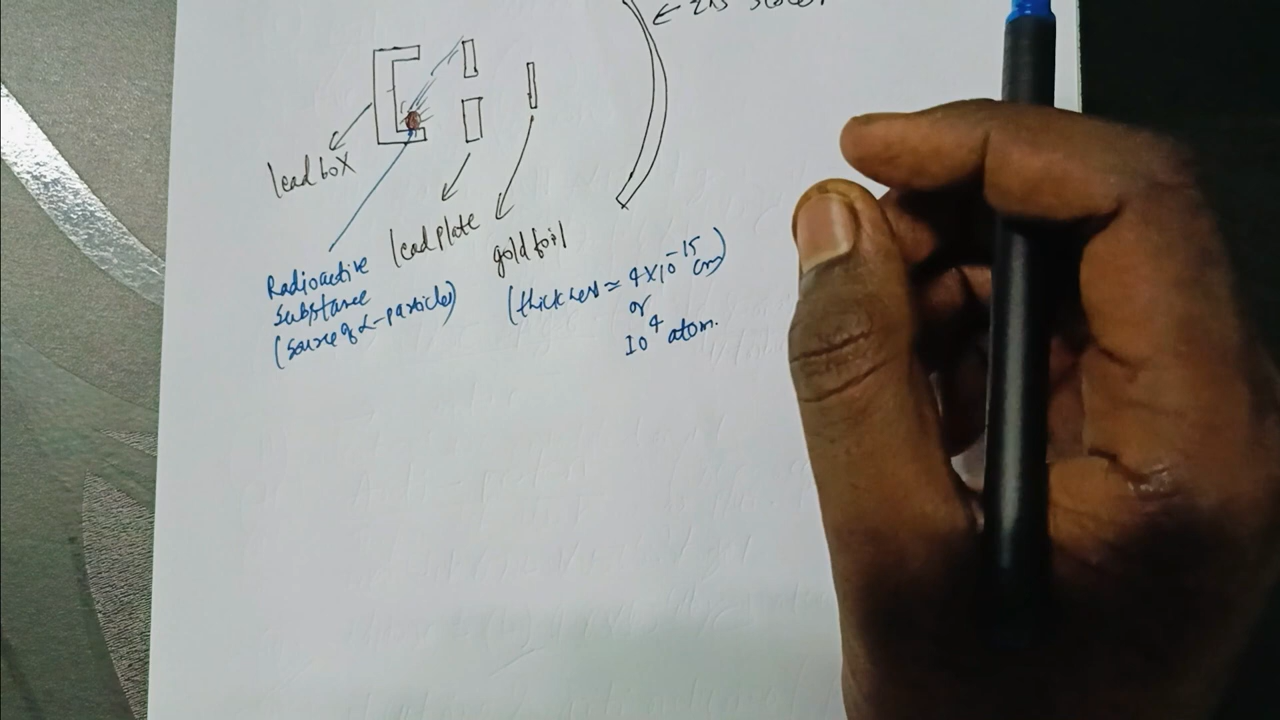 ← ZnS
lead box
lead plate
gold foil
Radioactive
Substance
(source of α-particle)
(thickness ≈ 4×10⁻¹⁵ cm)
or
10⁴ atom.